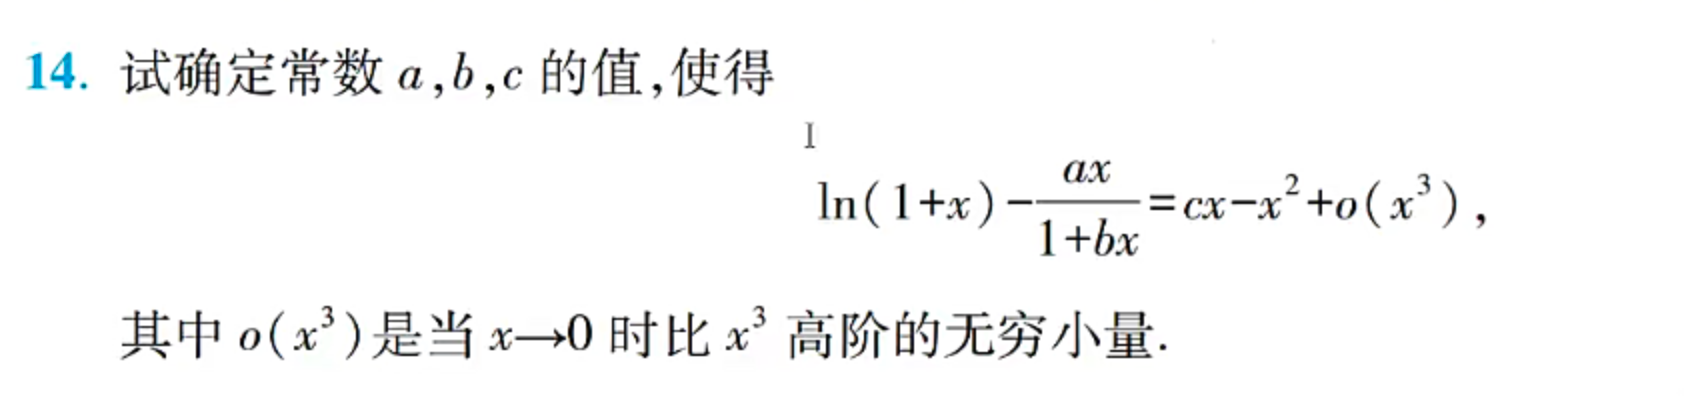 14. 试确定常数 a,b,c 的值,使得
ln(1+x)-\frac{ax}{1+bx}=cx-x^2+o(x^3),
其中 o(x^3)是当 x→0 时比 x^3 高阶的无穷小量.